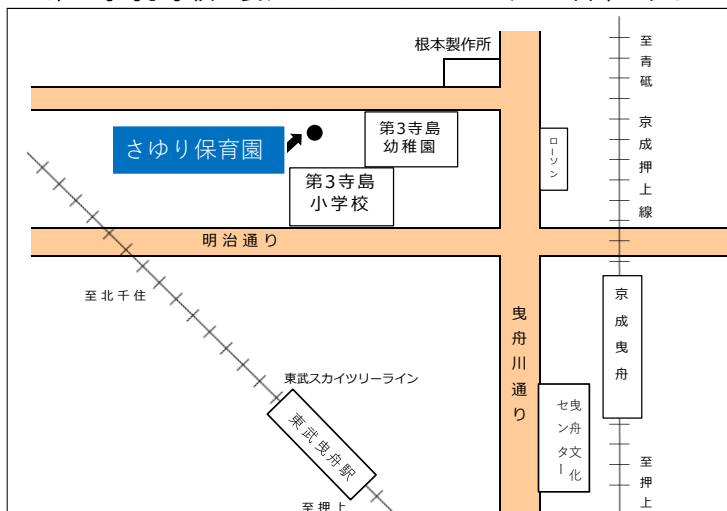 根本製作所
至青砥
京成押上線
さゆり保育園
第3寺島
幼稚園
ローソン
第3寺島
小学校
明治通り
至北千住
京成曳舟
曳舟川通り
東武スカイツリーライン
曳舟文化
センター
東武曳舟駅
至押上
至押上